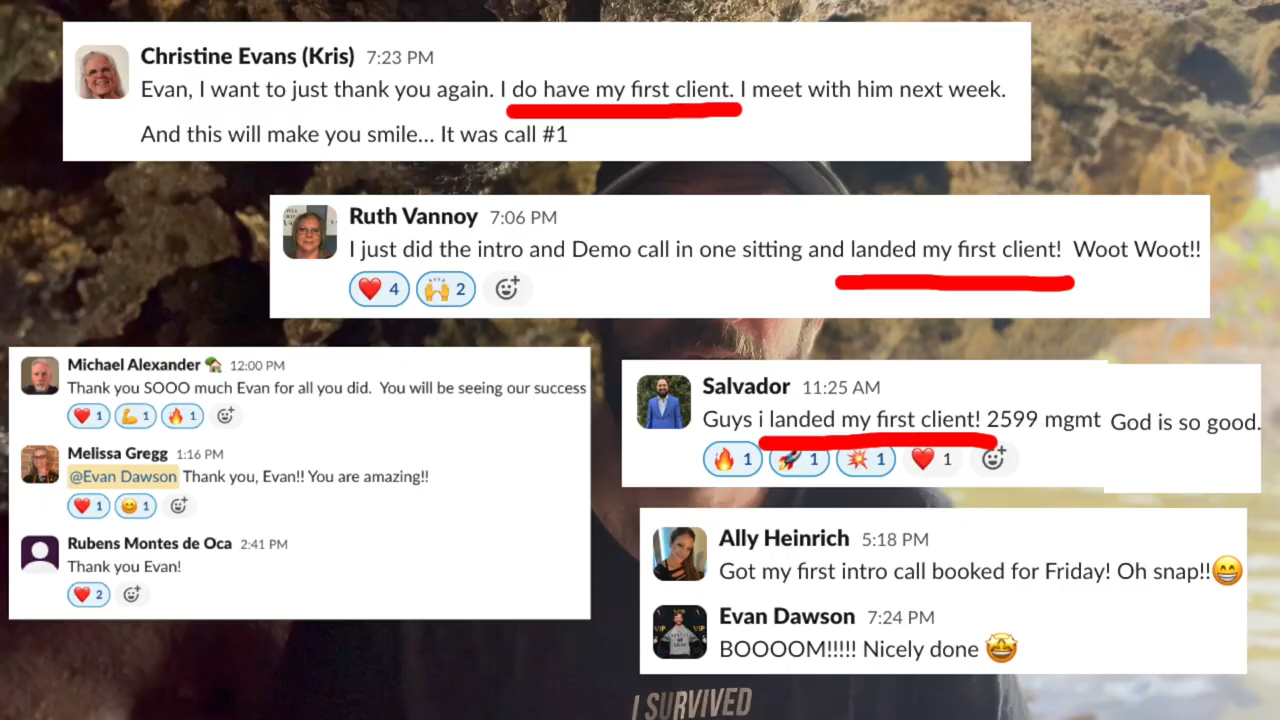 Christine Evans (Kris) 7:23 PM
Evan, I want to just thank you again. I do have my first client. I meet with him next week.
And this will make you smile... It was call #1
Ruth Vannoy 7:06 PM
I just did the intro and Demo call in one sitting and landed my first client! Woot Woot!!
4 2
Michael Alexander 12:00 PM
Thank you SOOO much Evan for all you did. You will be seeing our success
1 1 1
Melissa Gregg 1:16 PM
@Evan Dawson Thank you, Evan!! You are amazing!!
1 1
Rubens Montes de Oca 2:41 PM
Thank you Evan!
2
Salvador 11:25 AM
Guys i landed my first client! 2599 mgmt God is so good.
1 1 1 1
Ally Heinrich 5:18 PM
Got my first intro call booked for Friday! Oh snap!!😁
Evan Dawson 7:24 PM
BOOOOM!!!!! Nicely done 🤩
I SURVIVED